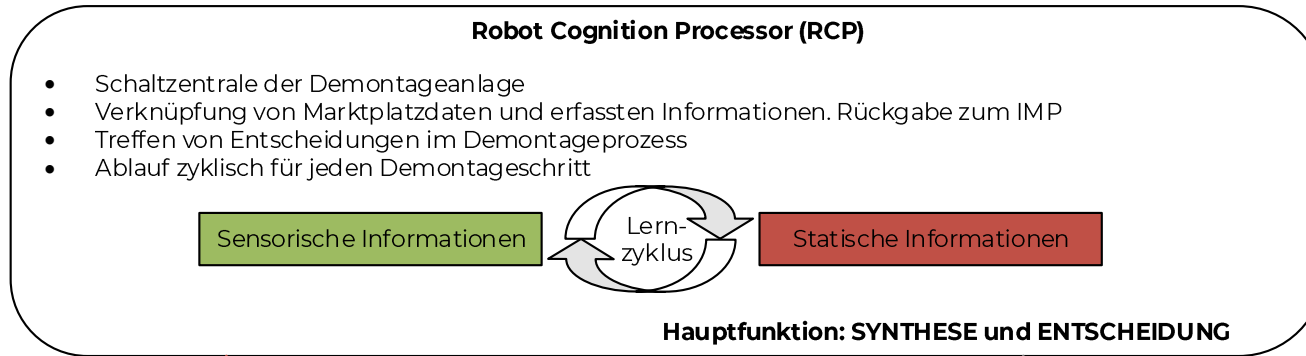 Robot Cognition Processor (RCP)
• Schaltzentrale der Demontageanlage
• Verknüpfung von Marktplatzdaten und erfassten Informationen. Rückgabe zum IMP
• Treffen von Entscheidungen im Demontageprozess
• Ablauf zyklisch für jeden Demontageschritt
Sensorische Informationen
Lern-
zyklus
Statische Informationen
Hauptfunktion: SYNTHESE und ENTSCHEIDUNG